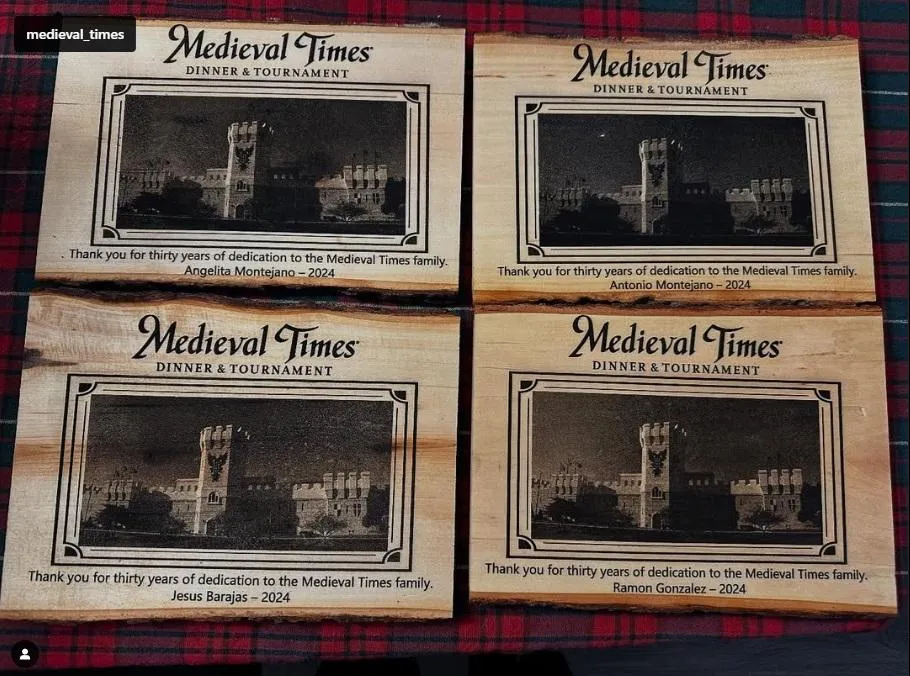 medieval_times
Medieval Times
DINNER & TOURNAMENT
Thank you for thirty years of dedication to the Medieval Times family.
Angelita Montejano – 2024
Medieval Times
DINNER & TOURNAMENT
Thank you for thirty years of dedication to the Medieval Times family.
Antonio Montejano – 2024
Medieval Times
DINNER & TOURNAMENT
Thank you for thirty years of dedication to the Medieval Times family.
Jesus Barajas – 2024
Medieval Times
DINNER & TOURNAMENT
Thank you for thirty years of dedication to the Medieval Times family.
Ramon Gonzalez – 2024